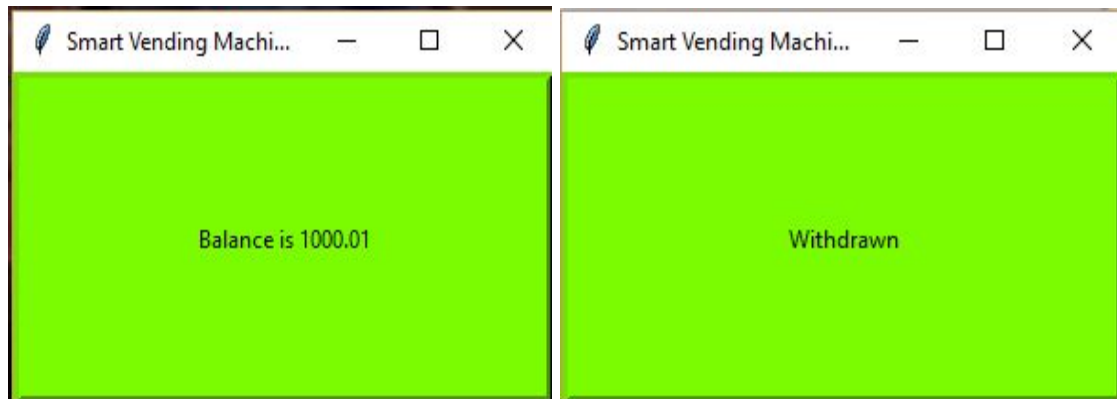 Smart Vending Machi...
Balance is 1000.01
Smart Vending Machi...
Withdrawn